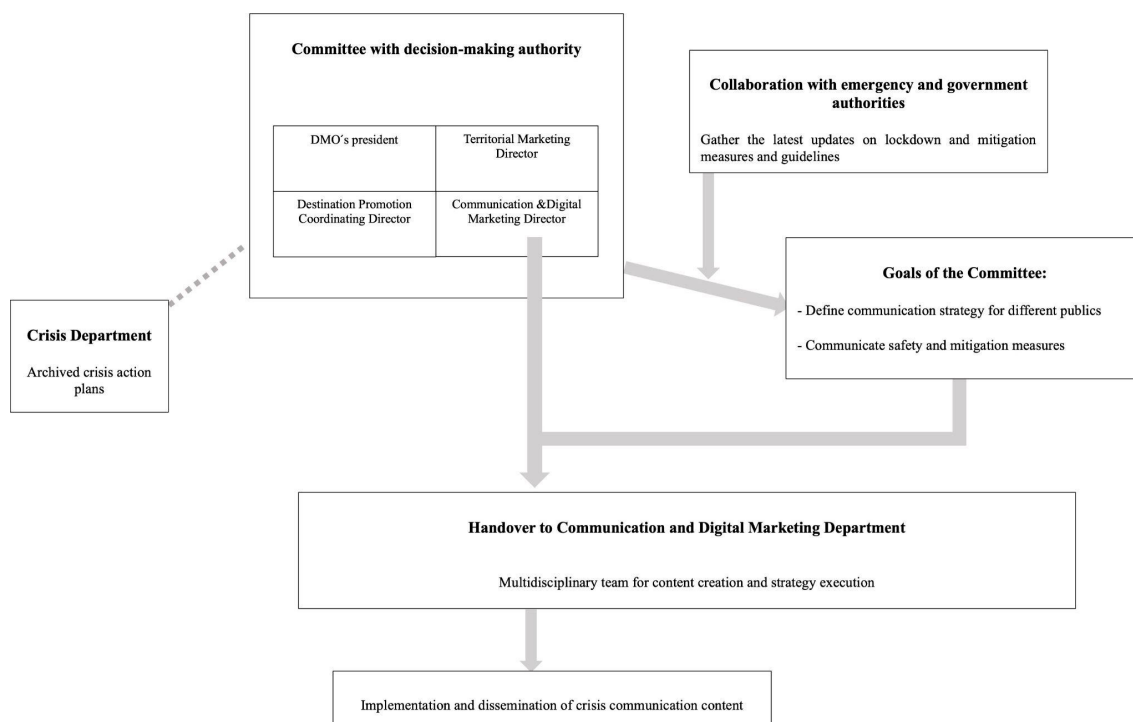 Committee with decision-making authority
DMO´s president
Territorial Marketing
Director
Destination Promotion
Coordinating Director
Communication &Digital
Marketing Director
Collaboration with emergency and government
authorities
Gather the latest updates on lockdown and mitigation
measures and guidelines
Goals of the Committee:
- Define communication strategy for different publics
- Communicate safety and mitigation measures
Crisis Department
Archived crisis action
plans
Handover to Communication and Digital Marketing Department
Multidisciplinary team for content creation and strategy execution
Implementation and dissemination of crisis communication content